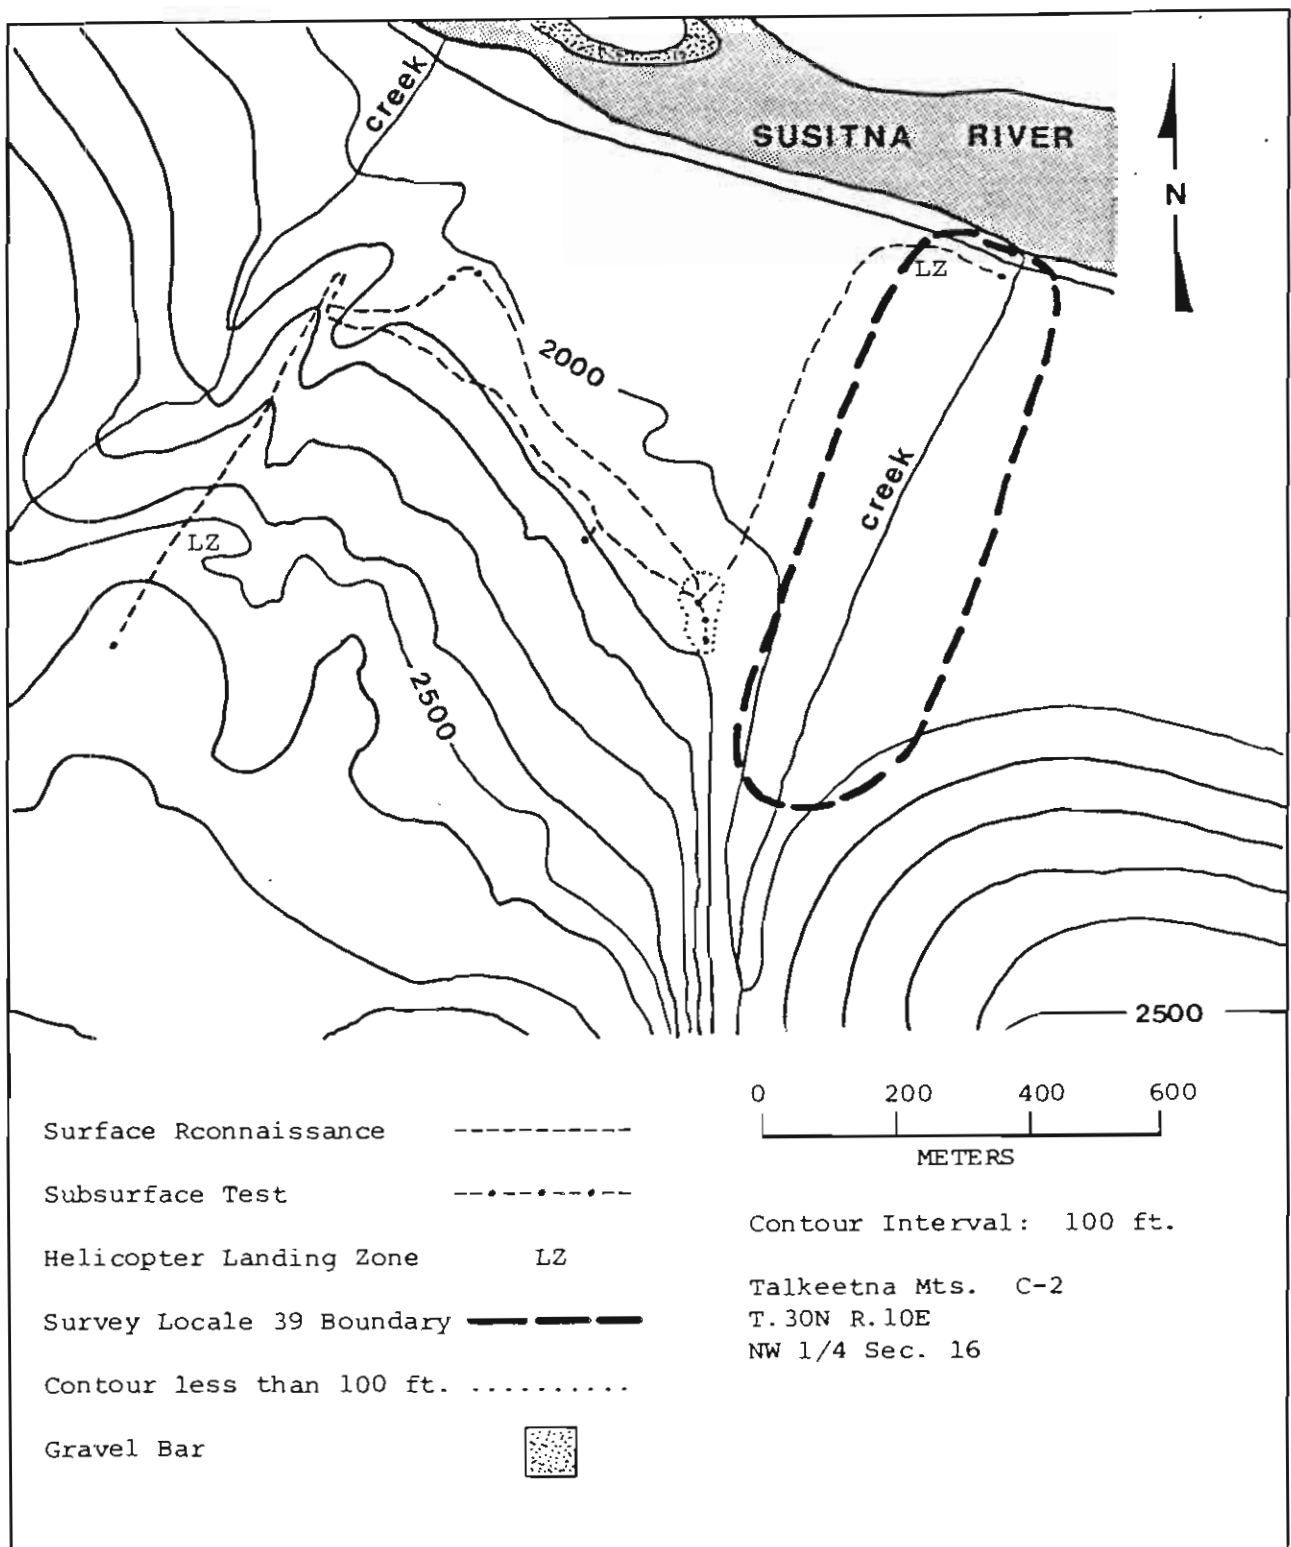 creek
SUSITNA RIVER
N
LZ
2000
creek
LZ
2500
2500
0 200 400 600
METERS
Surface Rconnaissance
Subsurface Test
Helicopter Landing Zone LZ
Survey Locale 39 Boundary
Contour less than 100 ft.
Gravel Bar
Contour Interval: 100 ft.
Talkeetna Mts. C-2
T.30N R.10E
NW 1/4 Sec. 16